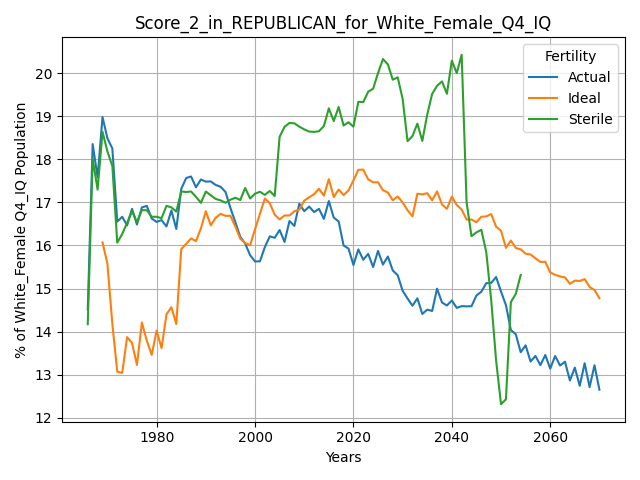 Score_2_in_REPUBLICAN_for_White_Female_Q4_IQ
Fertility
Actual
Ideal
Sterile
% of White_Female Q4_IQ Population
20
19
18
17
16
15
14
13
12
1980
2000
2020
2040
2060
Years